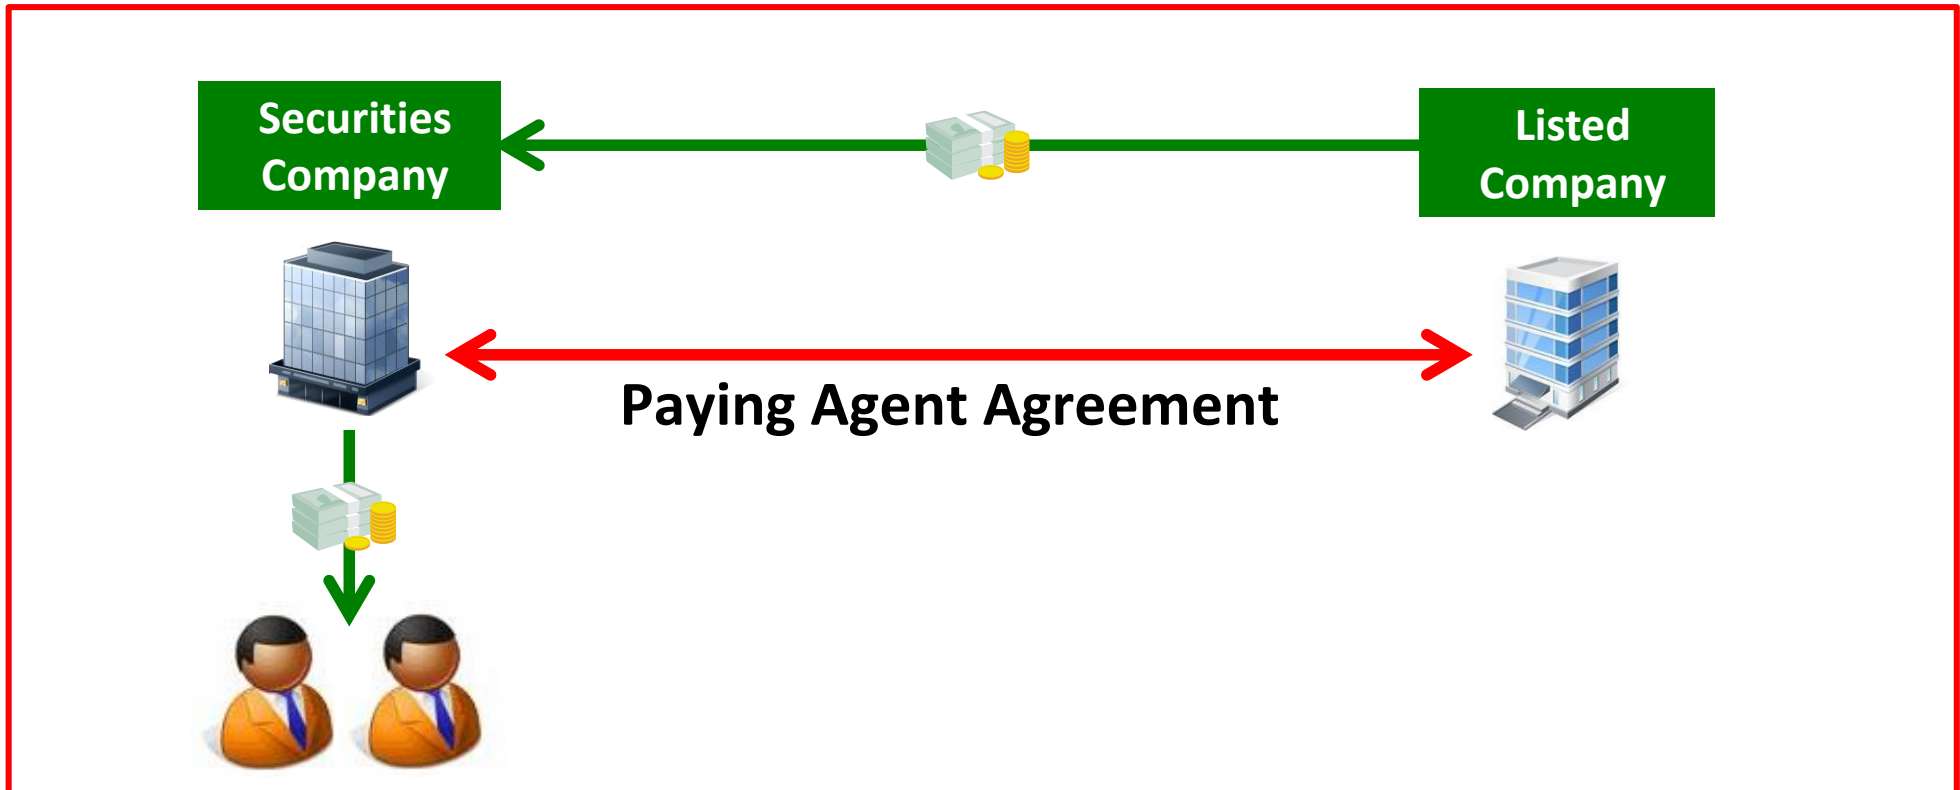 Securities
Company
Listed
Company
Paying Agent Agreement